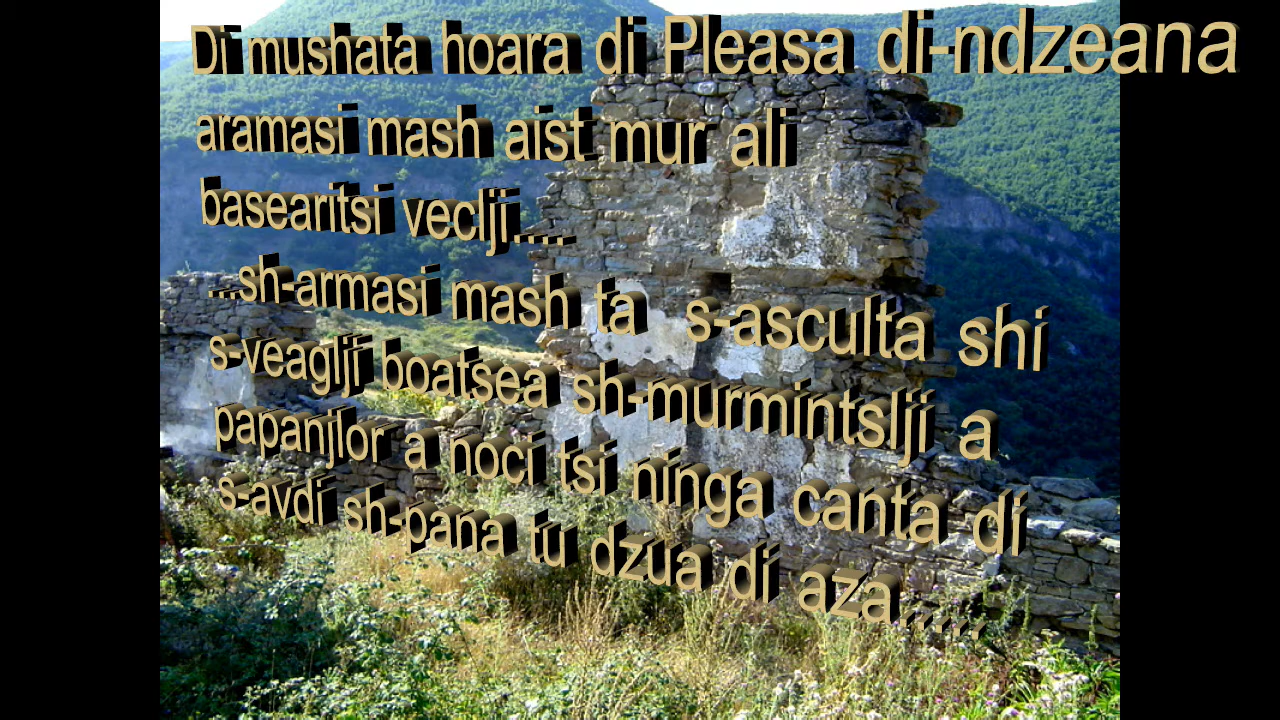 Di mushata hoara di Pleasa di-ndzeana
aramasi mash aist mur ali
basearitsi veclji....
...sh-armasi mash ta s-asculta shi
s-veaglji boatsea sh-murmintslji a
papanjlor a noci tsi ninga canta di
s-avdi sh-pana tu dzua di aza......